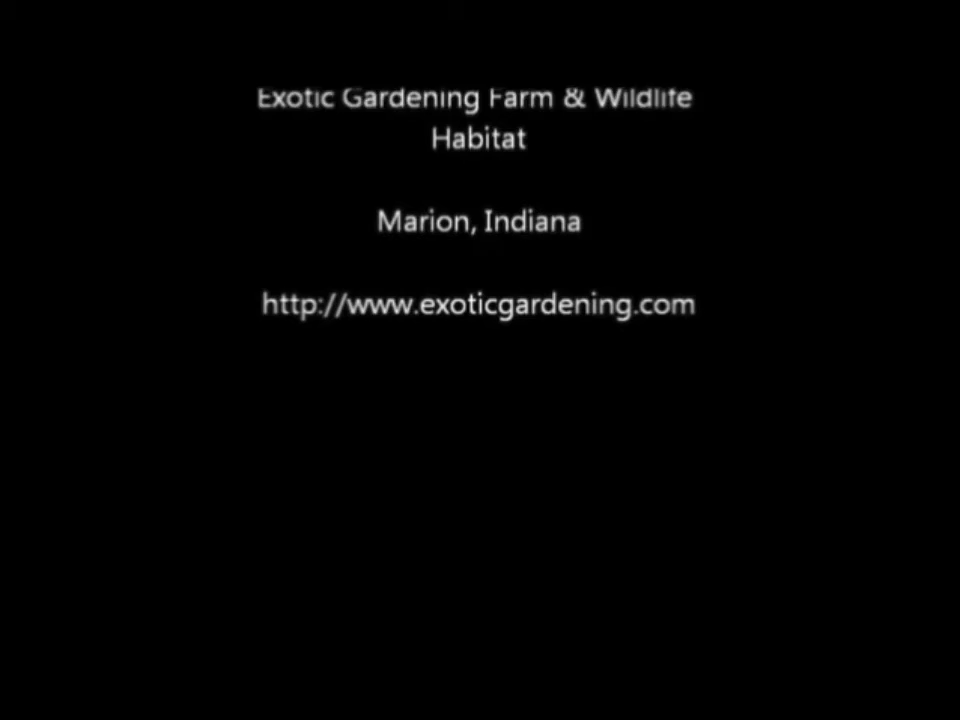 Exotic Gardening Farm & Wildlife
Habitat
Marion, Indiana
http://www.exoticgardening.com